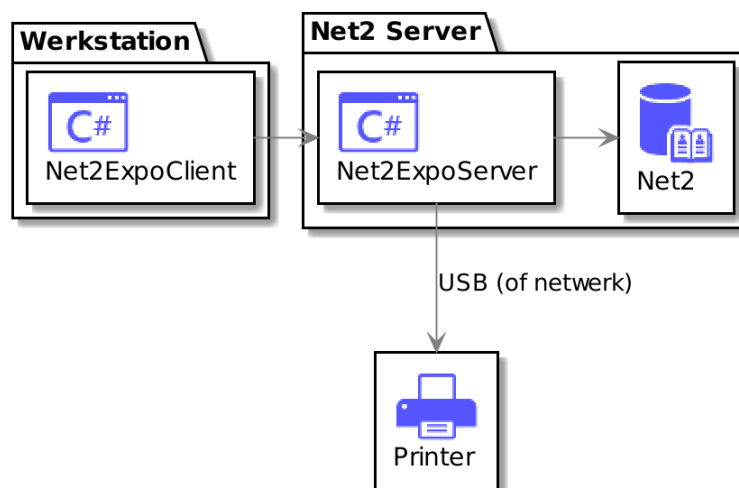 Werkstation
Net2 Server
C#
Net2ExpoClient
C#
Net2ExpoServer
Net2
USB (of netwerk)
Printer